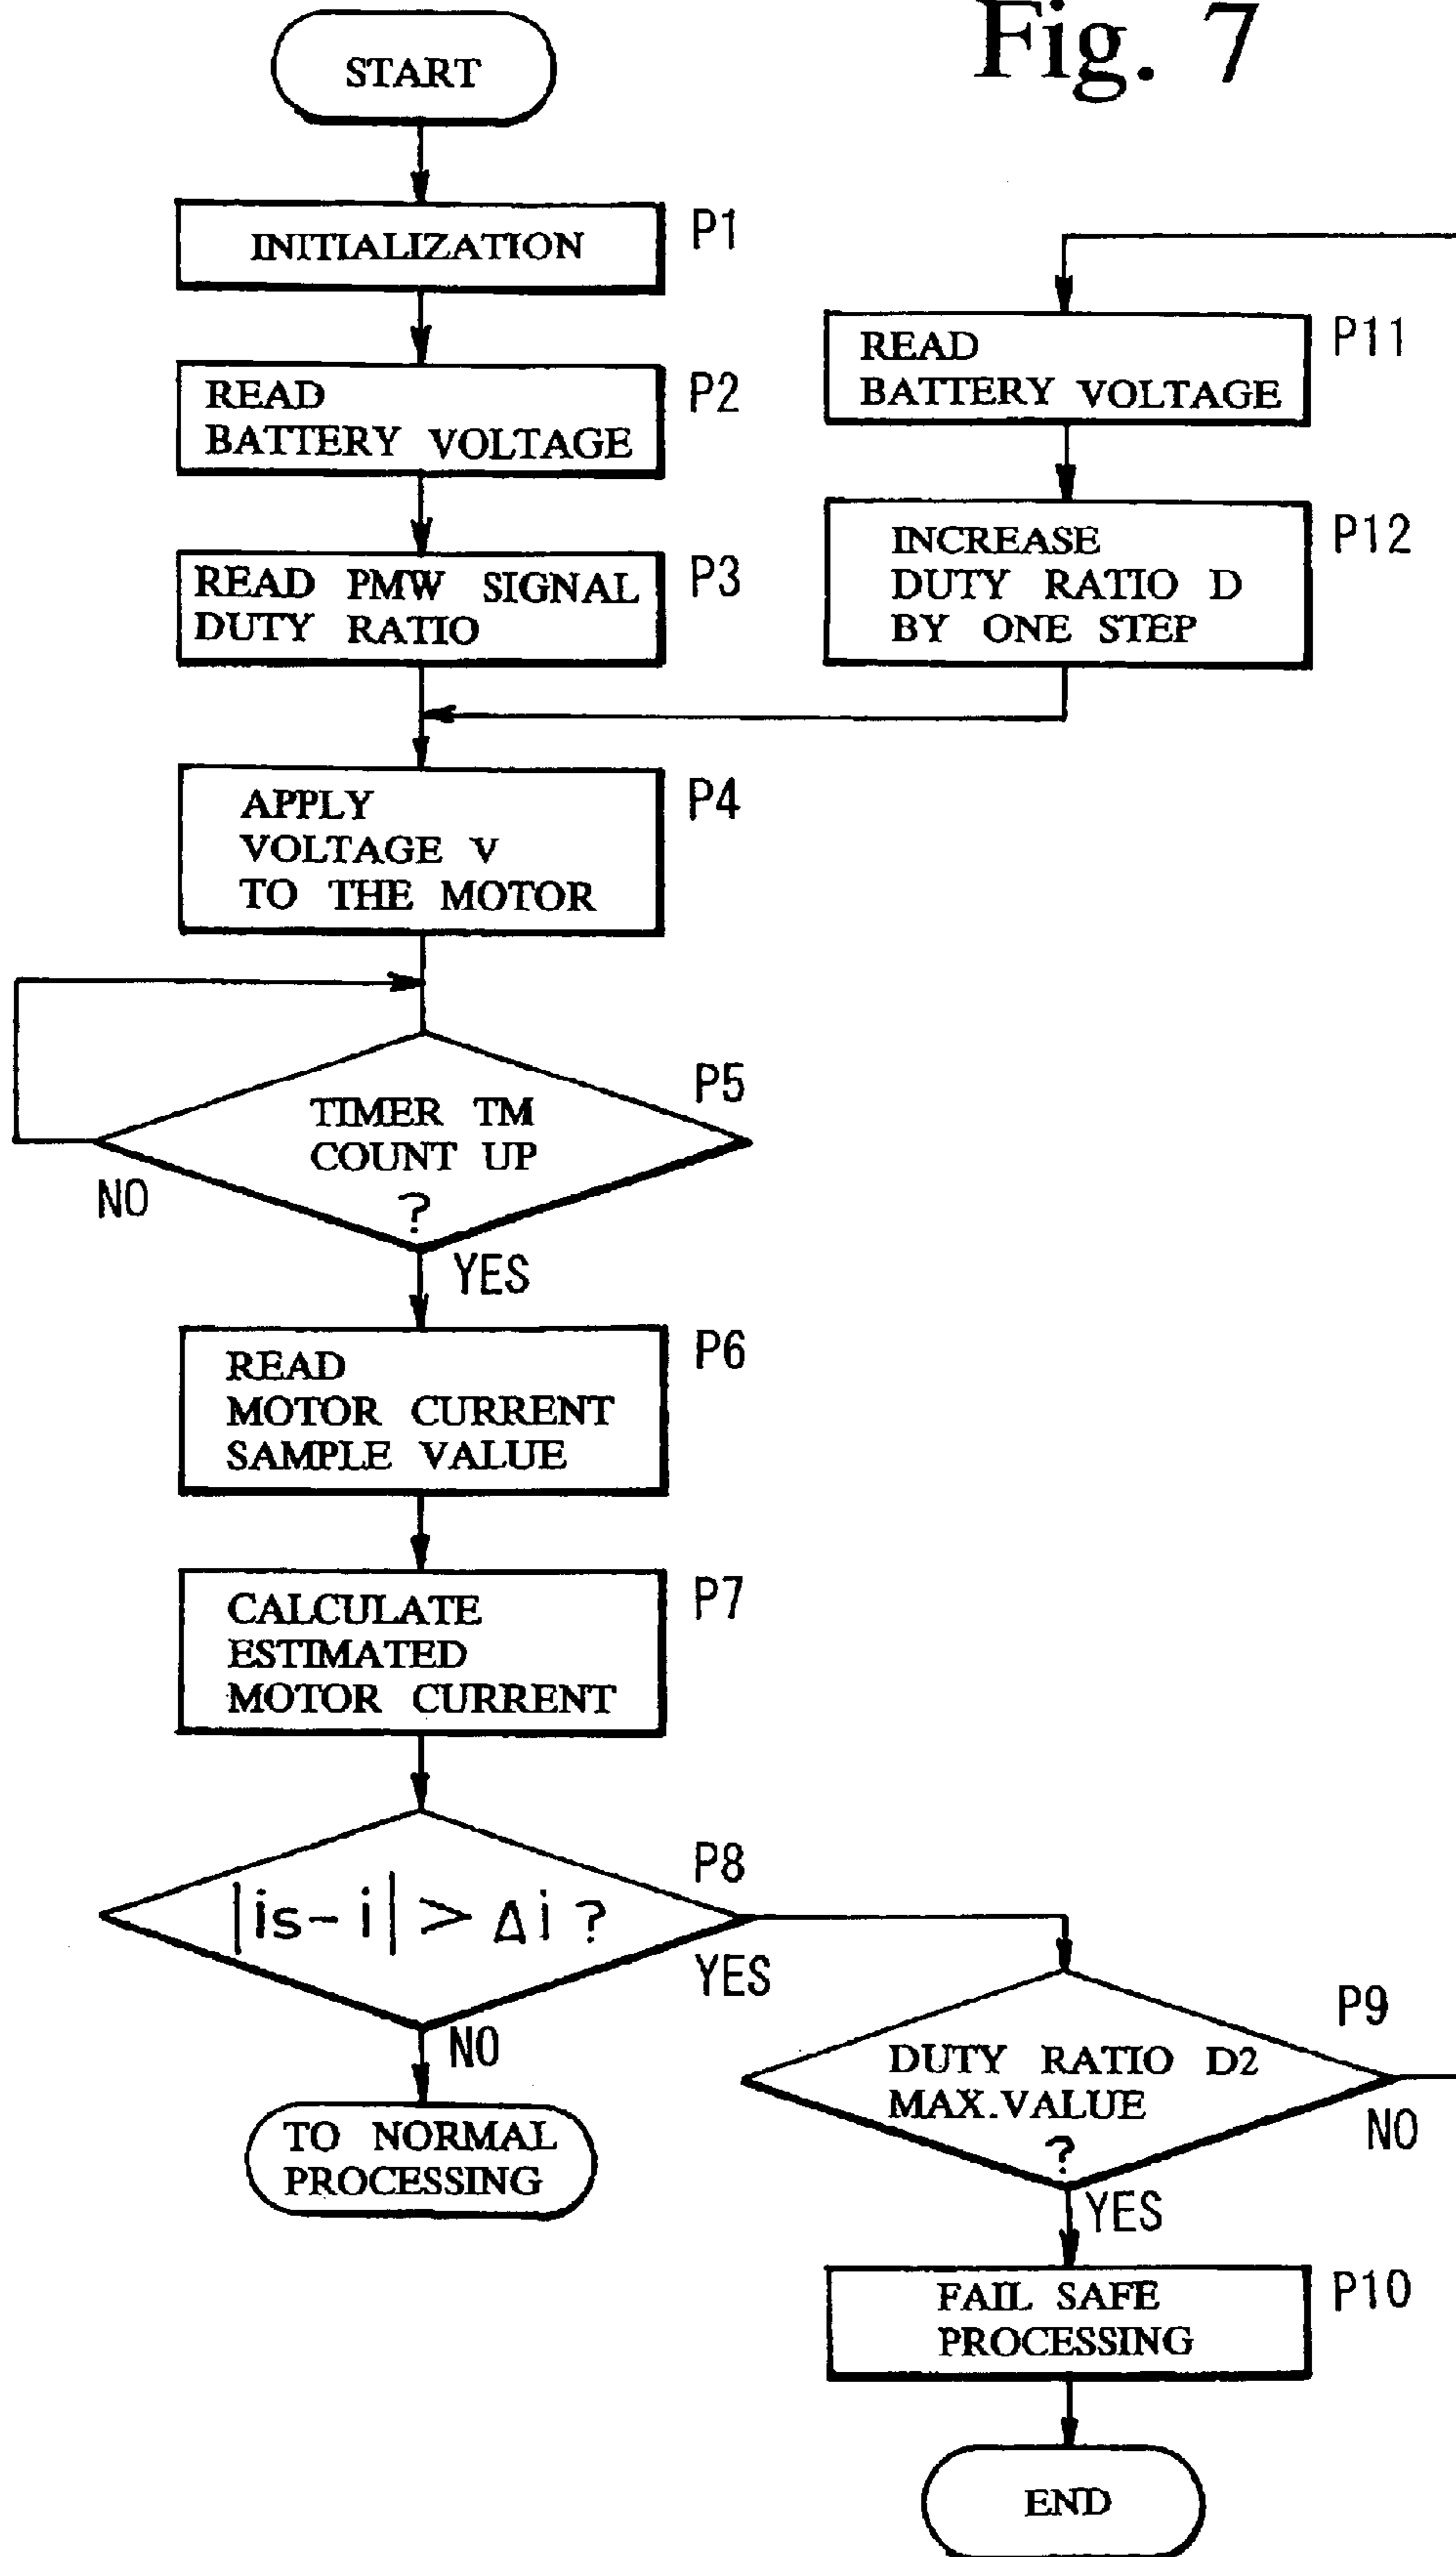 Fig. 7
START
INITIALIZATION
P1
READ
BATTERY VOLTAGE
P2
READ PMW SIGNAL
DUTY RATIO
P3
APPLY
VOLTAGE V
TO THE MOTOR
P4
TIMER TM
COUNT UP
?
P5
NO
YES
READ
MOTOR CURRENT
SAMPLE VALUE
P6
CALCULATE
ESTIMATED
MOTOR CURRENT
P7
|is-i|>Δi?
P8
YES
NO
TO NORMAL
PROCESSING
DUTY RATIO D2
MAX.VALUE
?
P9
NO
YES
FAIL SAFE
PROCESSING
P10
END
READ
BATTERY VOLTAGE
P11
INCREASE
DUTY RATIO D
BY ONE STEP
P12